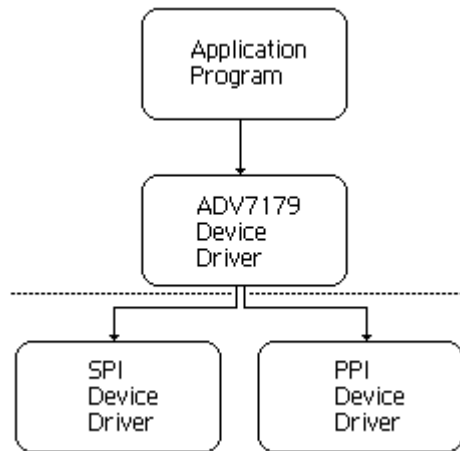 Application
Program
ADV7179
Device
Driver
SPI
Device
Driver
PPI
Device
Driver